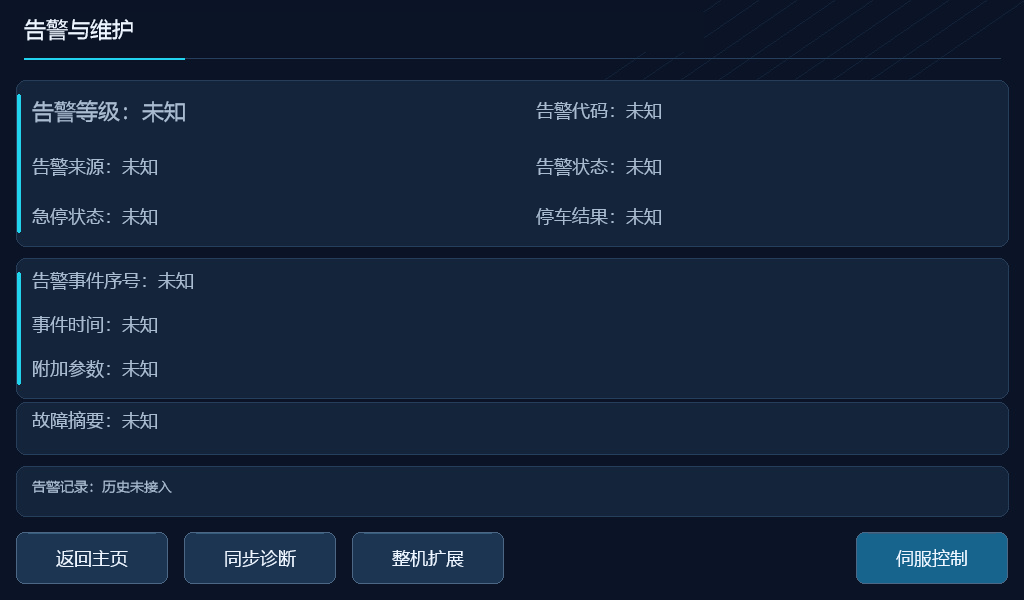 告警与维护
告警等级：未知
告警代码：未知
告警来源：未知
告警状态：未知
急停状态：未知
停车结果：未知
告警事件序号：未知
事件时间：未知
附加参数：未知
故障摘要：未知
告警记录：历史未接入
返回主页
同步诊断
整机扩展
伺服控制